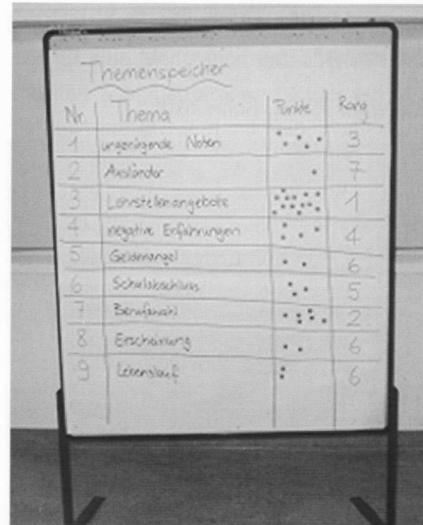 Themenspeicher
Nr. Thema Punkte Rang
1 ungenügende Noten 3
2 Ausländer 7
3 Lehrstellenangebote 1
4 negative Erfahrungen 4
5 Geldmangel 6
6 Schulabschluss 5
7 Berufswahl 2
8 Erscheinung 6
9 Lebenslauf 6